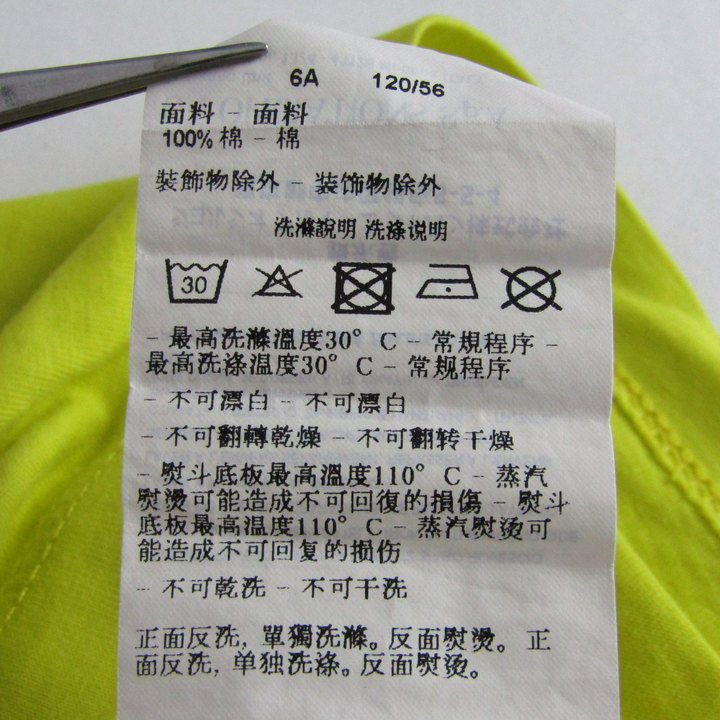 6A 120/56
面料 - 面料
100% 棉 - 棉
裝飾物除外 - 装饰物除外
洗滌說明 洗涤说明
30
- 最高洗滌溫度30° C - 常規程序 -
最高洗涤温度30° C - 常规程序
- 不可漂白 - 不可漂白
- 不可翻轉乾燥 - 不可翻转干燥
- 熨斗底板最高溫度110° C - 蒸汽
熨燙可能造成不可回復的損傷 - 熨斗
底板最高温度110° C - 蒸汽熨烫可
能造成不可回复的损伤
- 不可乾洗 - 不可干洗
正面反洗, 單獨洗滌。反面熨燙。 正
面反洗, 单独洗涤。反面熨烫。